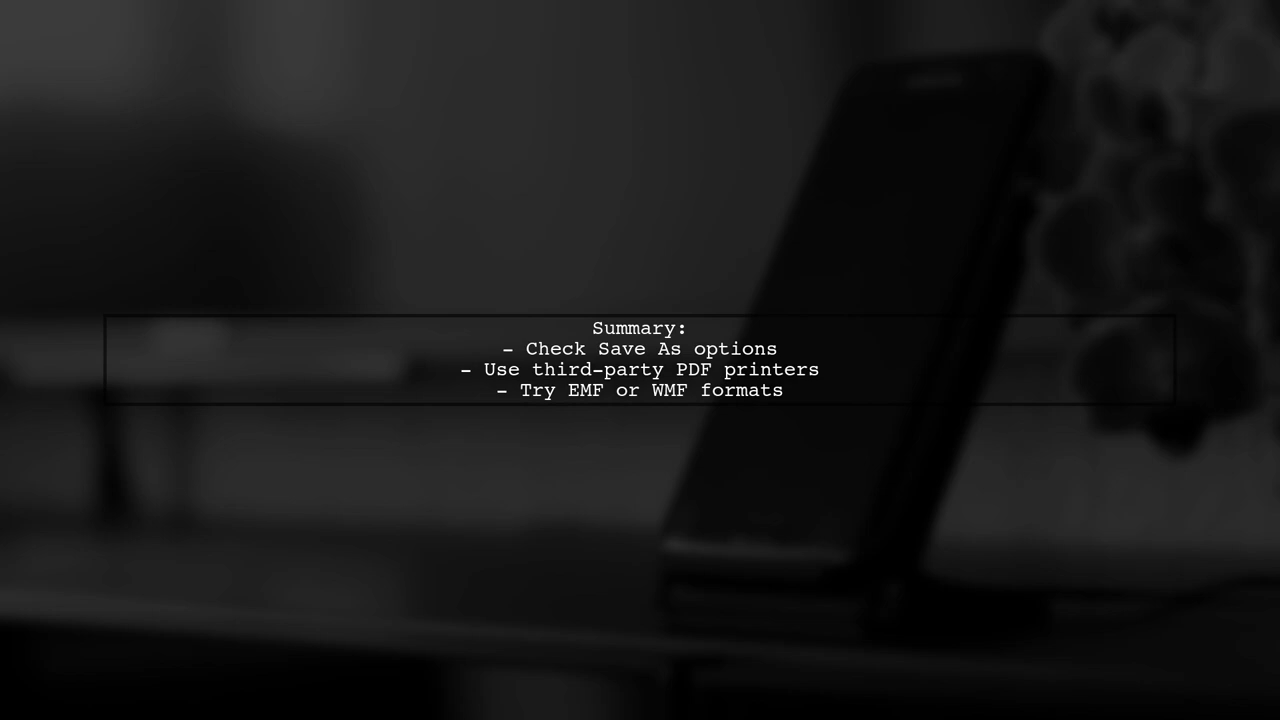 Summary:
- Check Save As options
- Use third-party PDF printers
- Try EMF or WMF formats